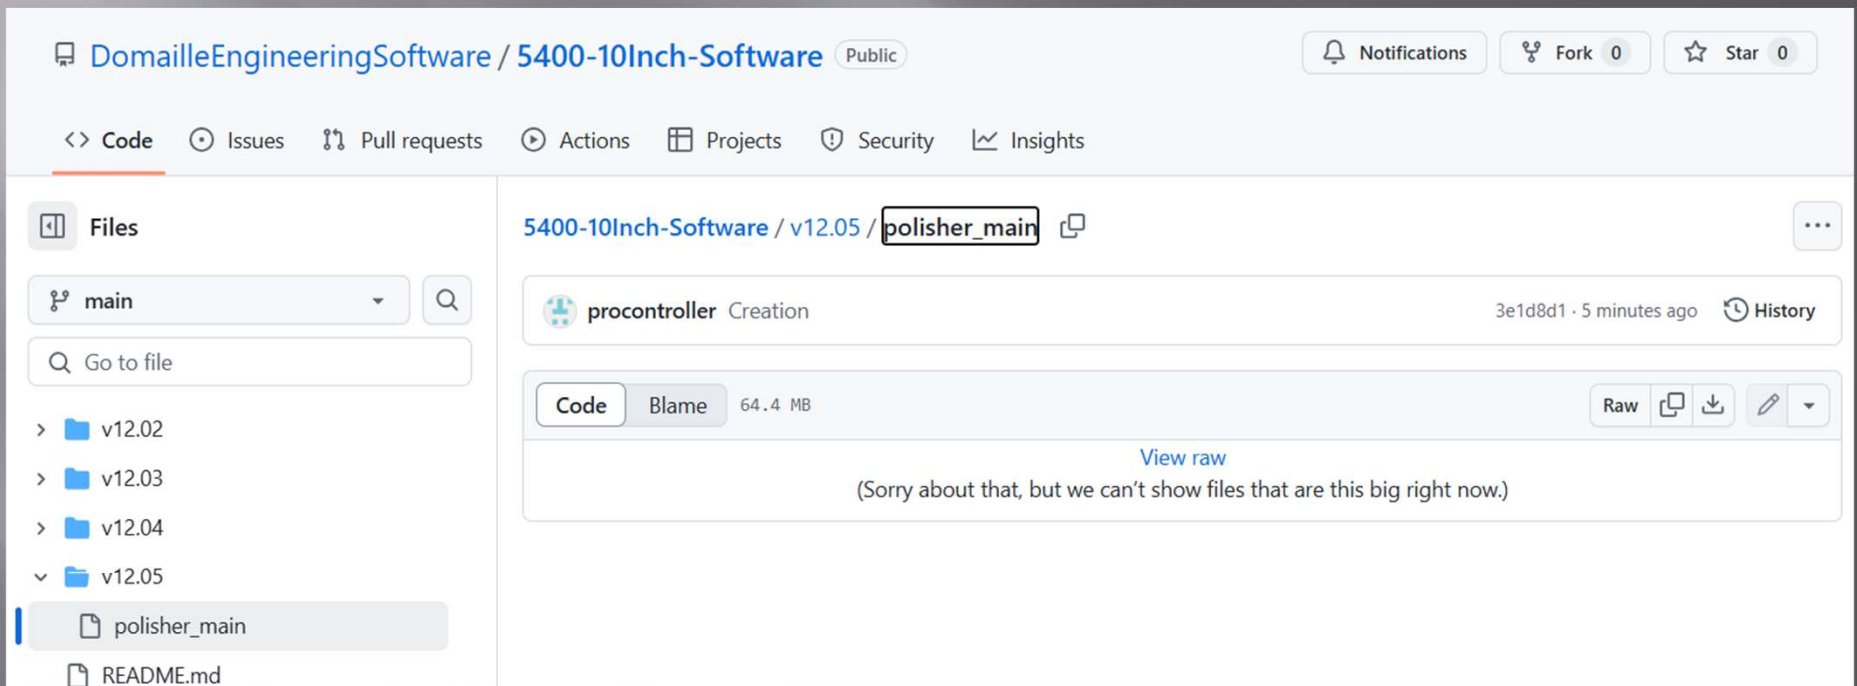 DomailleEngineeringSoftware / 5400-10Inch-Software Public
Notifications Fork 0 Star 0
Code Issues Pull requests Actions Projects Security Insights
Files
main
Go to file
v12.02
v12.03
v12.04
v12.05
polisher_main
README.md
5400-10Inch-Software / v12.05 / polisher_main
procontroller Creation 3e1d8d1 · 5 minutes ago History
Code Blame 64.4 MB Raw
View raw
(Sorry about that, but we can’t show files that are this big right now.)